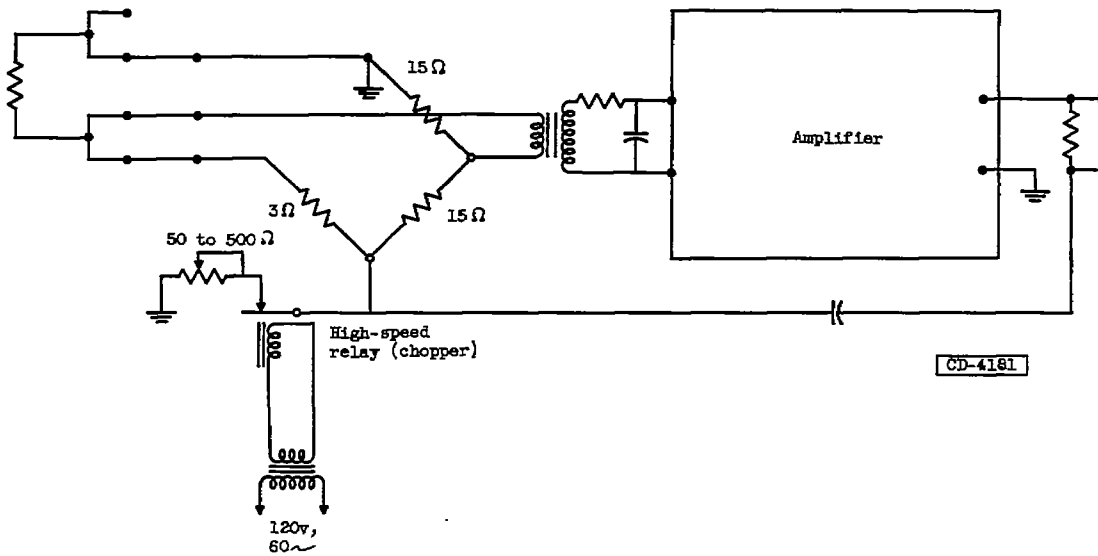 15Ω
Amplifier
3Ω
15Ω
50 to 500Ω
High-speed
relay (chopper)
CD-4181
120v,
60~